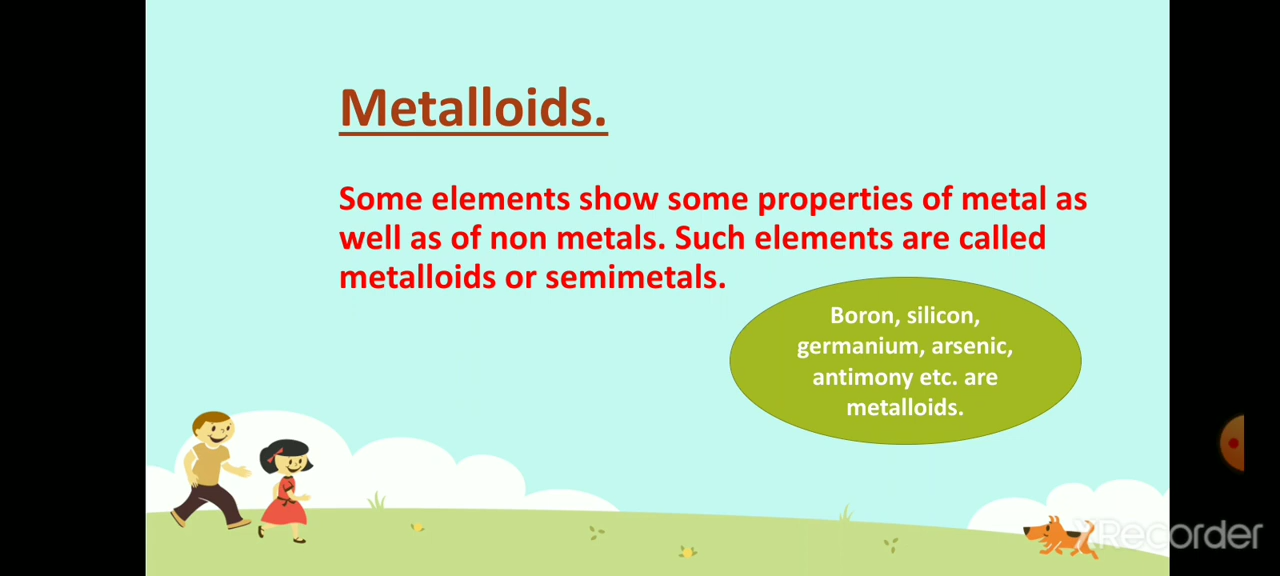 Metalloids.
Some elements show some properties of metal as
well as of non metals. Such elements are called
metalloids or semimetals.
Boron, silicon,
germanium, arsenic,
antimony etc. are
metalloids.
XRecorder